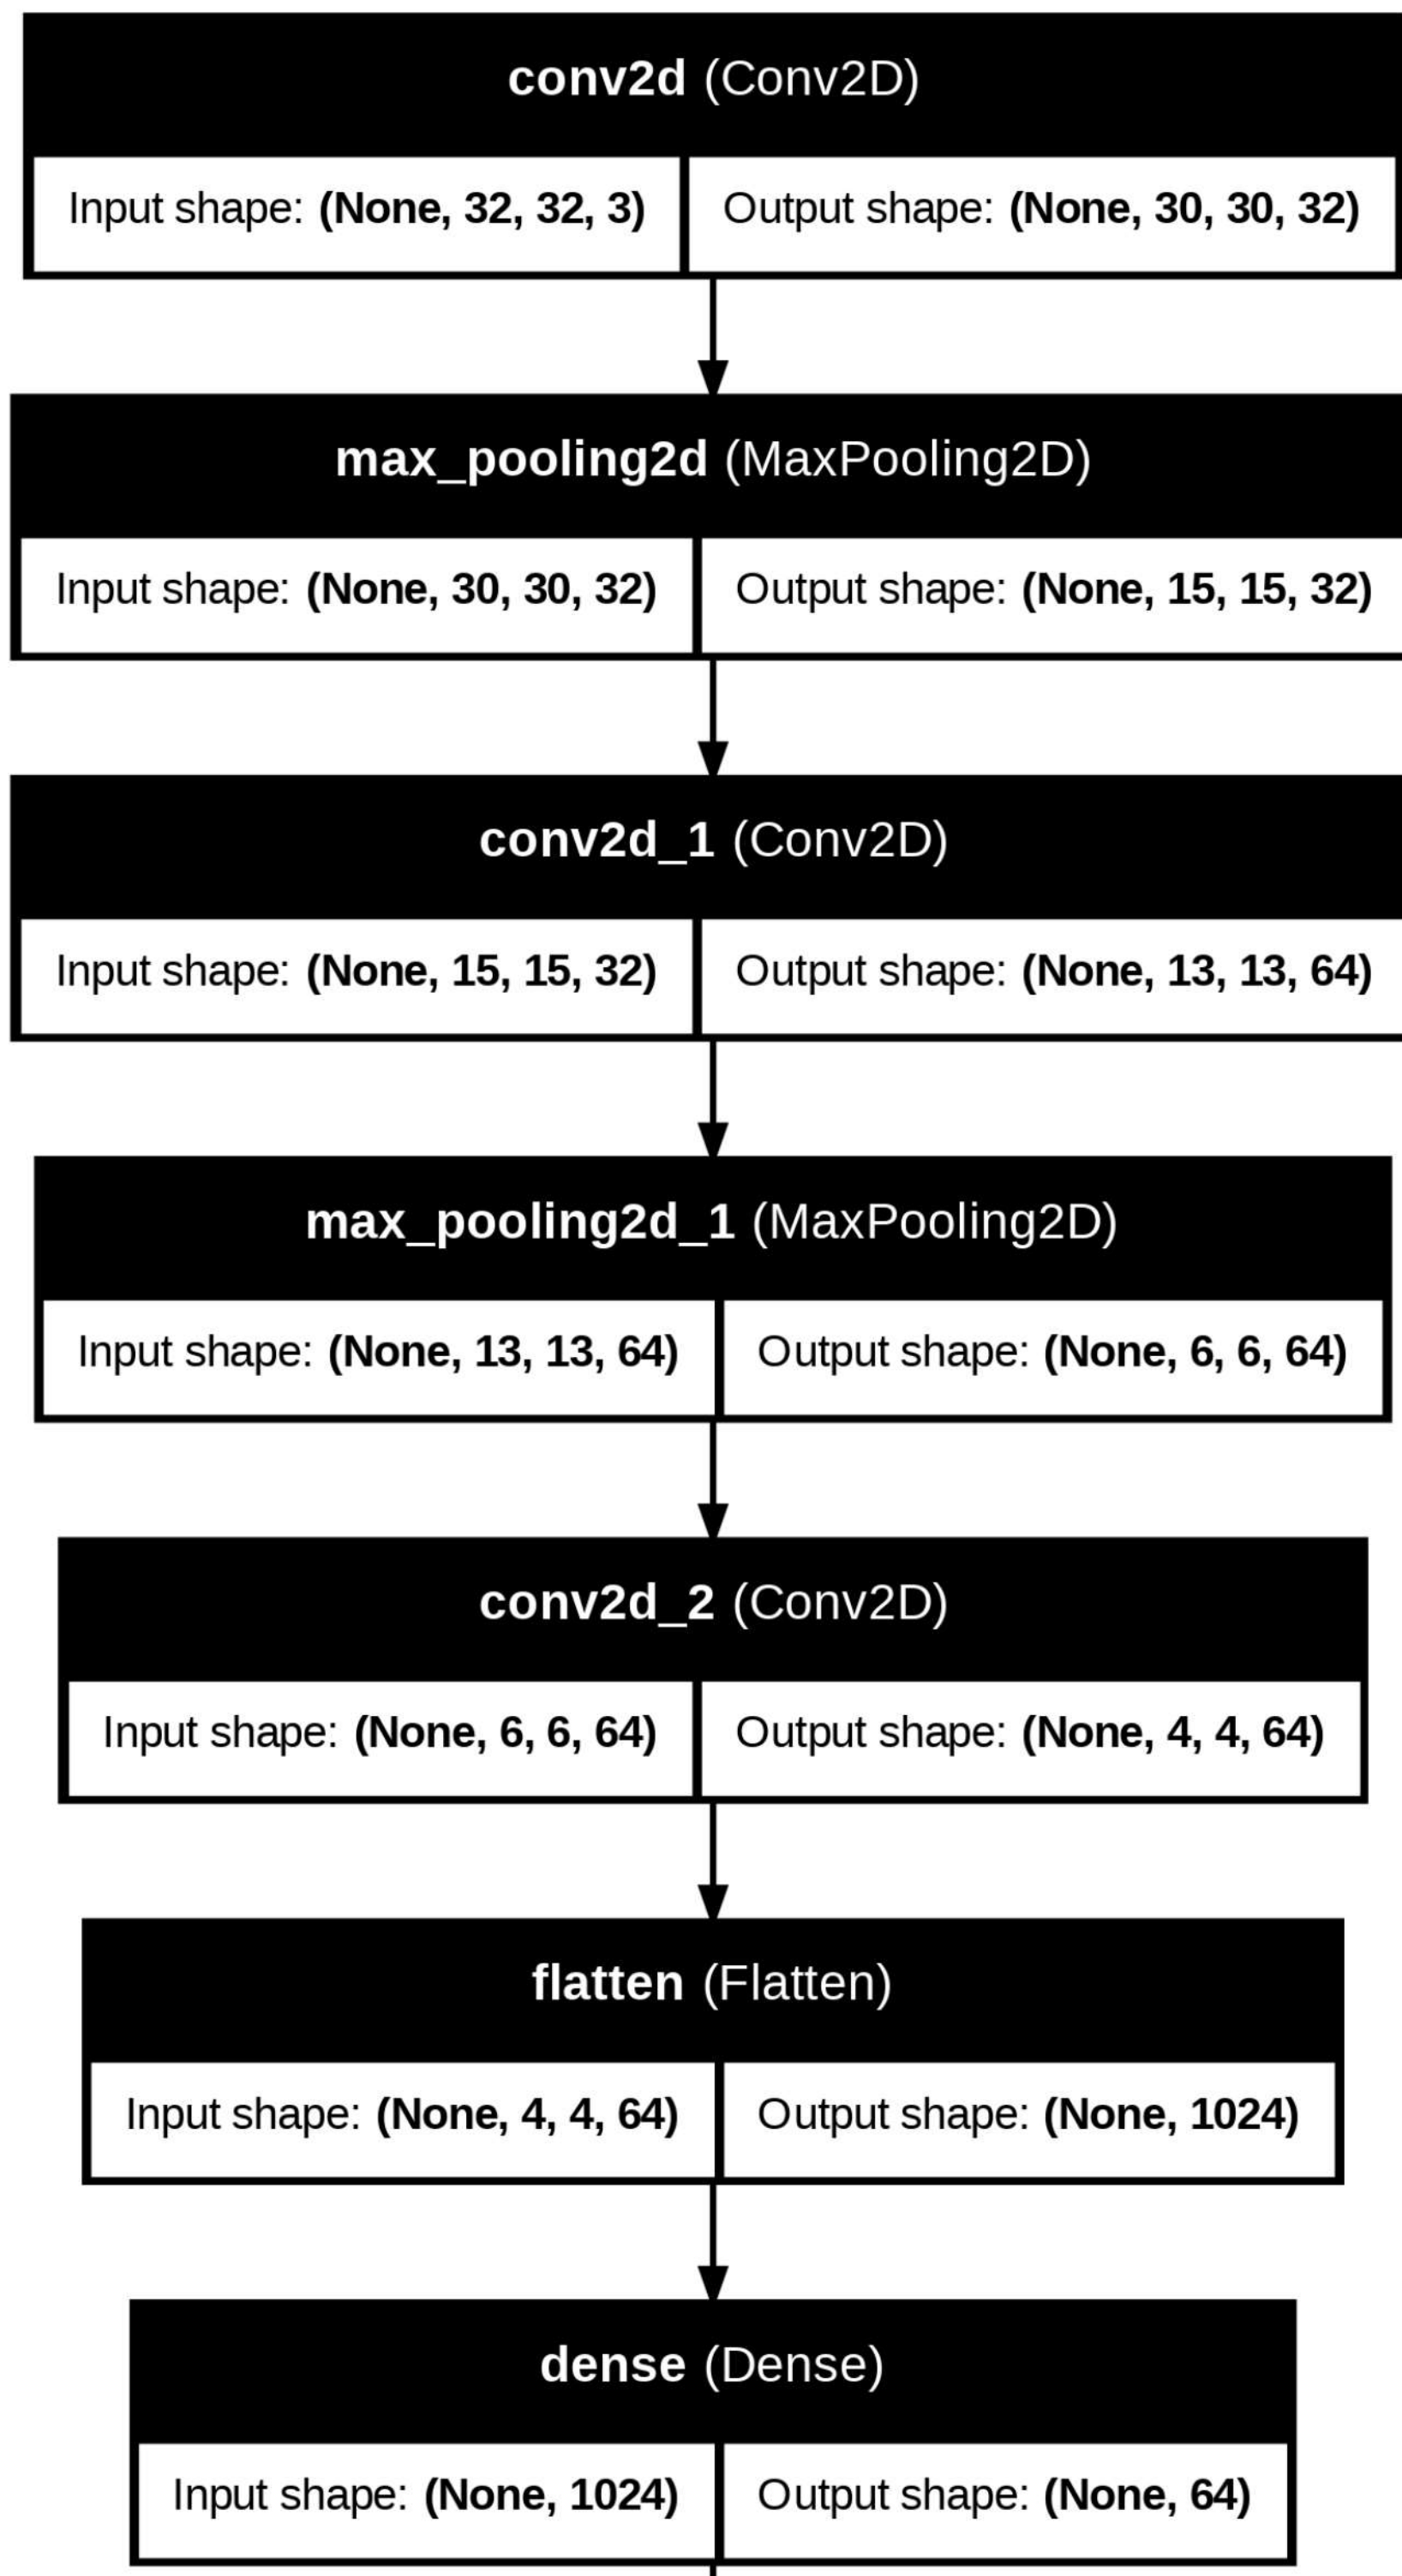 conv2d (Conv2D)
Input shape: (None, 32, 32, 3) Output shape: (None, 30, 30, 32)
max_pooling2d (MaxPooling2D)
Input shape: (None, 30, 30, 32) Output shape: (None, 15, 15, 32)
conv2d_1 (Conv2D)
Input shape: (None, 15, 15, 32) Output shape: (None, 13, 13, 64)
max_pooling2d_1 (MaxPooling2D)
Input shape: (None, 13, 13, 64) Output shape: (None, 6, 6, 64)
conv2d_2 (Conv2D)
Input shape: (None, 6, 6, 64) Output shape: (None, 4, 4, 64)
flatten (Flatten)
Input shape: (None, 4, 4, 64) Output shape: (None, 1024)
dense (Dense)
Input shape: (None, 1024) Output shape: (None, 64)